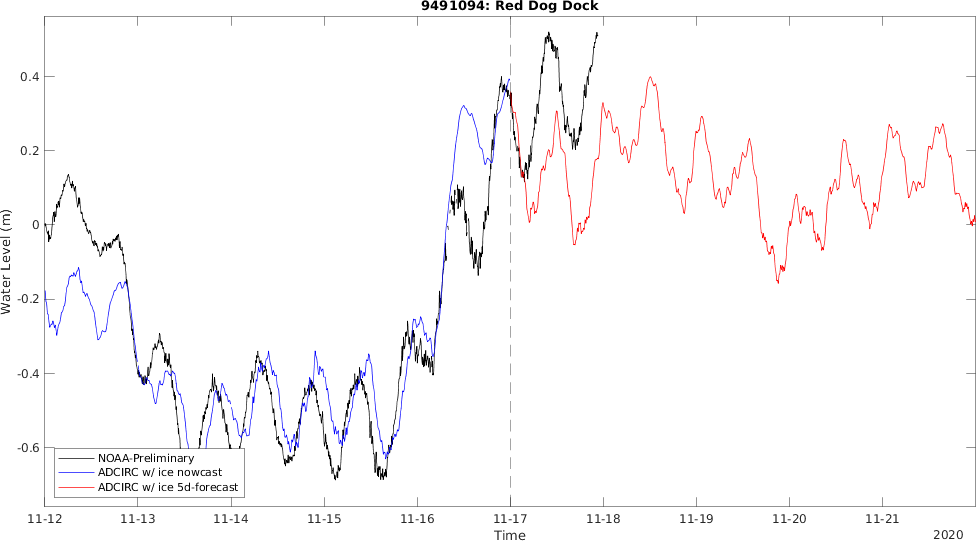 9491094: Red Dog Dock
Water Level (m)
0.4
0.2
0
-0.2
-0.4
-0.6
NOAA-Preliminary
ADCIRC w/ ice nowcast
ADCIRC w/ ice 5d-forecast
11-12 11-13 11-14 11-15 11-16 11-17 11-18 11-19 11-20 11-21
Time
2020